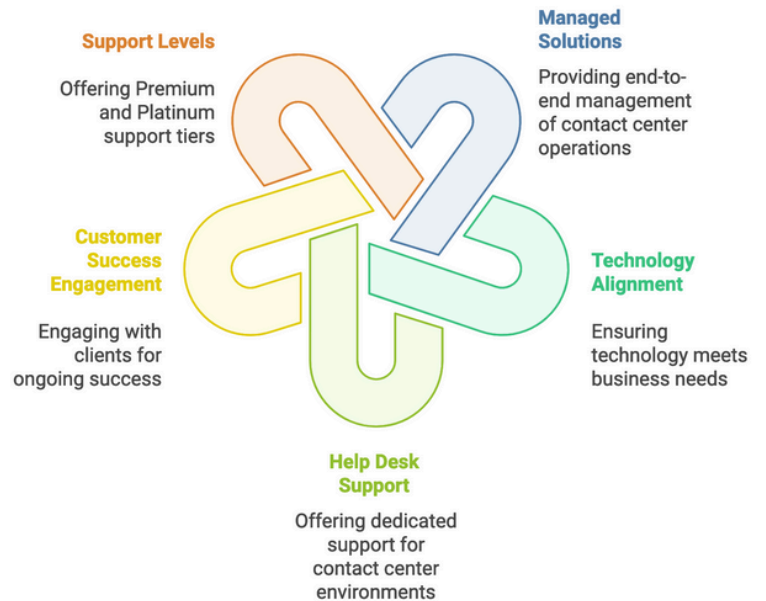 Support Levels
Offering Premium
and Platinum
support tiers
Managed
Solutions
Providing end-to-
end management
of contact center
operations
Customer
Success
Engagement
Engaging with
clients for
ongoing success
Technology
Alignment
Ensuring
technology meets
business needs
Help Desk
Support
Offering dedicated
support for
contact center
environments